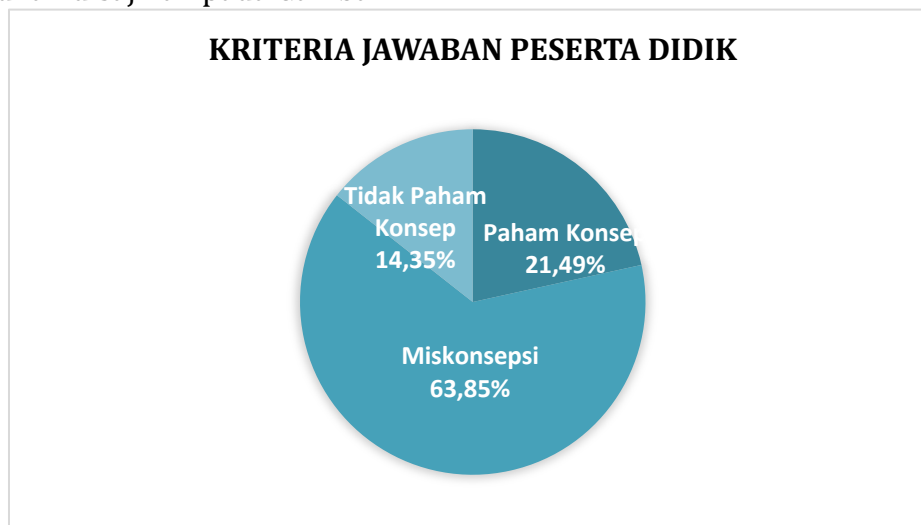 KRITERIA JAWABAN PESERTA DIDIK
Tidak Paham
Konsep
14,35%
Paham Konsep
21,49%
Miskonsepsi
63,85%